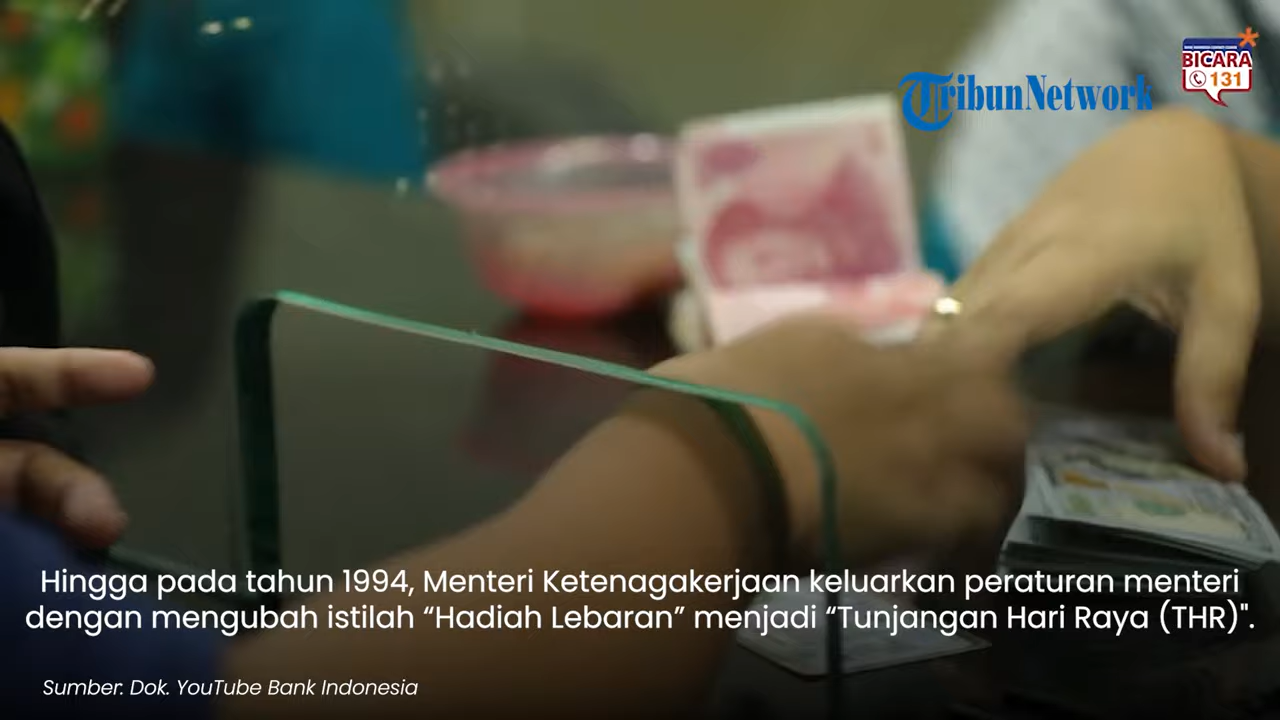 TribunNetwork
BICARA
131
Hingga pada tahun 1994, Menteri Ketenagakerjaan keluarkan peraturan menteri
dengan mengubah istilah “Hadiah Lebaran” menjadi “Tunjangan Hari Raya (THR)".
Sumber: Dok. YouTube Bank Indonesia